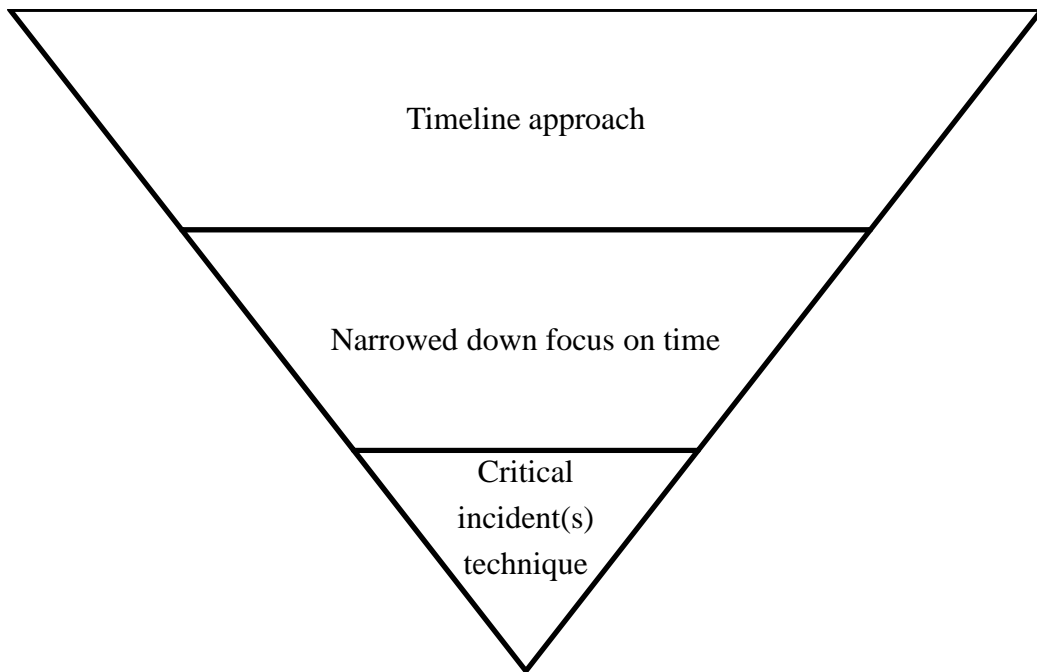 Timeline approach
Narrowed down focus on time
Critical
incident(s)
technique